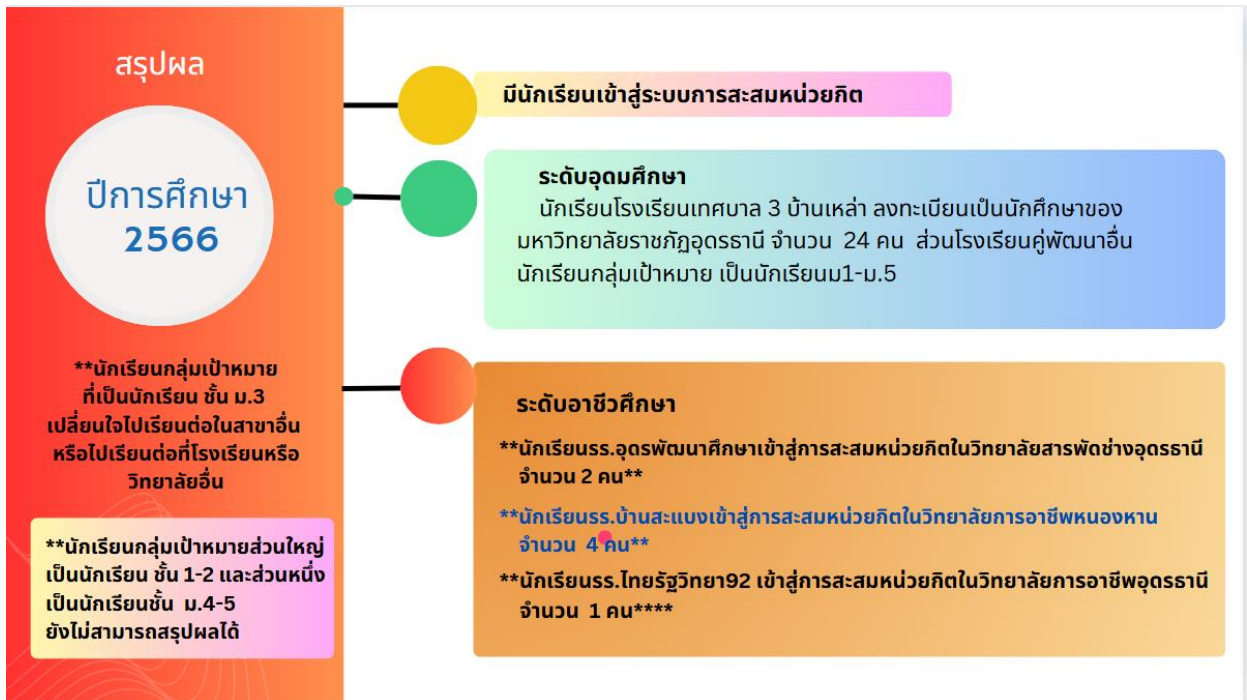 สรุปผล
ปีการศึกษา
2566
**นักเรียนกลุ่มเป้าหมาย
ที่เป็นนักเรียน ชั้น ม.3
เปลี่ยนใจไปเรียนต่อในสาขาอื่น
หรือไปเรียนต่อที่โรงเรียนหรือ
วิทยาลัยอื่น
**นักเรียนกลุ่มเป้าหมายส่วนใหญ่
เป็นนักเรียน ชั้น 1-2 และส่วนหนึ่ง
เป็นนักเรียนชั้น ม.4-5
ยังไม่สามารถสรุปผลได้
มีนักเรียนเข้าสู่ระบบการสะสมหน่วยกิต
ระดับอุดมศึกษา
นักเรียนโรงเรียนเทศบาล 3 บ้านเหล่า ลงทะเบียนเป็นนักศึกษาของ
มหาวิทยาลัยราชภัฏอุดรธานี จำนวน 24 คน ส่วนโรงเรียนคู่พัฒนาอื่น
นักเรียนกลุ่มเป้าหมาย เป็นนักเรียนม1-ม.5
ระดับอาชีวศึกษา
**นักเรียนรร.อุดรพัฒนาศึกษาเข้าสู่การสะสมหน่วยกิตในวิทยาลัยสารพัดช่างอุดรธานี
จำนวน 2 คน**
**นักเรียนรร.บ้านสะแบงเข้าสู่การสะสมหน่วยกิตในวิทยาลัยการอาชีพหนองหาน
จำนวน 4 คน**
**นักเรียนรร.ไทยรัฐวิทยา92 เข้าสู่การสะสมหน่วยกิตในวิทยาลัยการอาชีพอุดรธานี
จำนวน 1 คน****